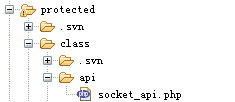 protected
.svn
class
.svn
api
socket_api.php